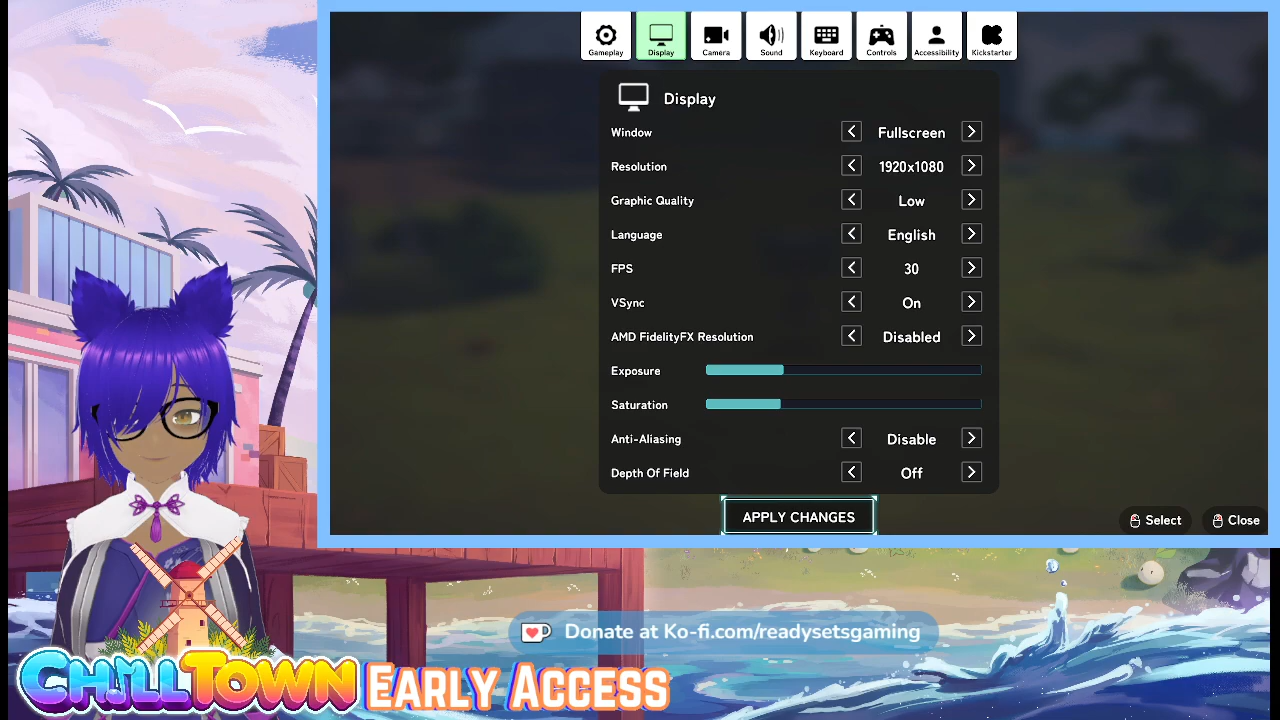 Gameplay
Display
Camera
Sound
Keyboard
Controls
Accessibility
Kickstarter
Display
Window Fullscreen
Resolution 1920x1080
Graphic Quality Low
Language English
FPS 30
VSync On
AMD FidelityFX Resolution Disabled
Exposure
Saturation
Anti-Aliasing Disable
Depth Of Field Off
APPLY CHANGES
Select
Close
Donate at Ko-fi.com/readysetsgaming
CHILLTOWN EARLY ACCESS